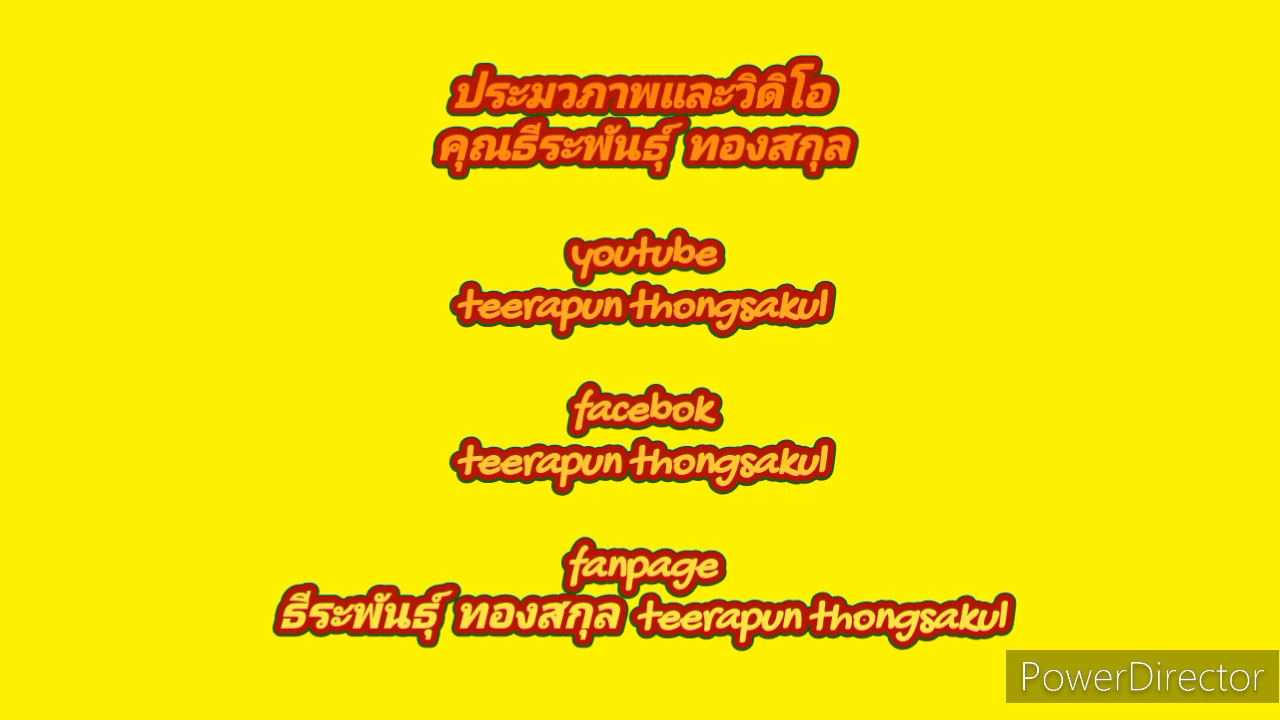 ประมวภาพและวิดิโอ
คุณธีระพันธุ์ ทองสกุล
youtube
teerapun thongsakul
facebok
teerapun thongsakul
fanpage
ธีระพันธุ์ ทองสกุล teerapun thongsakul
PowerDirector